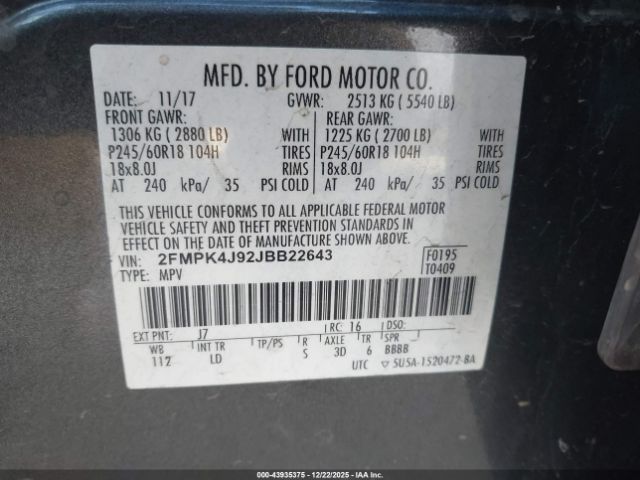 MFD. BY FORD MOTOR CO.
DATE: 11/17 GVWR: 2513 KG ( 5540 LB)
FRONT GAWR: REAR GAWR:
1306 KG ( 2880 LB) WITH 1225 KG ( 2700 LB) WITH
P245/60R18 104H TIRES P245/60R18 104H TIRES
18x8.0J RIMS 18x8.0J RIMS
AT 240 kPa/ 35 PSI COLD AT 240 kPa/ 35 PSI COLD
THIS VEHICLE CONFORMS TO ALL APPLICABLE FEDERAL MOTOR
VEHICLE SAFETY AND THEFT PREVENTION STANDARDS IN
EFFECT ON THE DATE OF MANUFACTURE SHOWN ABOVE.
VIN: 2FMPK4J92JBB22643 F0195
TYPE: MPV T0409
EXT PNT: J7 RC: 16 DSO:
WB INT TR TP/PS R AXLE TR SPR
112 LD S 3D 6 BBBB
UTC ▽ 5U5A-1520472-BA
000-43935375 - 12/22/2025 - IAA Inc.